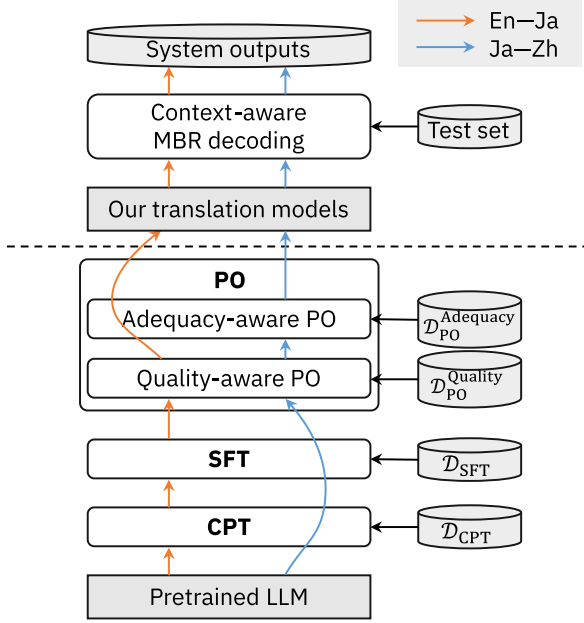 En—Ja
Ja—Zh
System outputs
Context-aware
MBR decoding
Test set
Our translation models
PO
Adequacy-aware PO
𝒟_PO^Adequacy
Quality-aware PO
𝒟_PO^Quality
SFT
𝒟_SFT
CPT
𝒟_CPT
Pretrained LLM